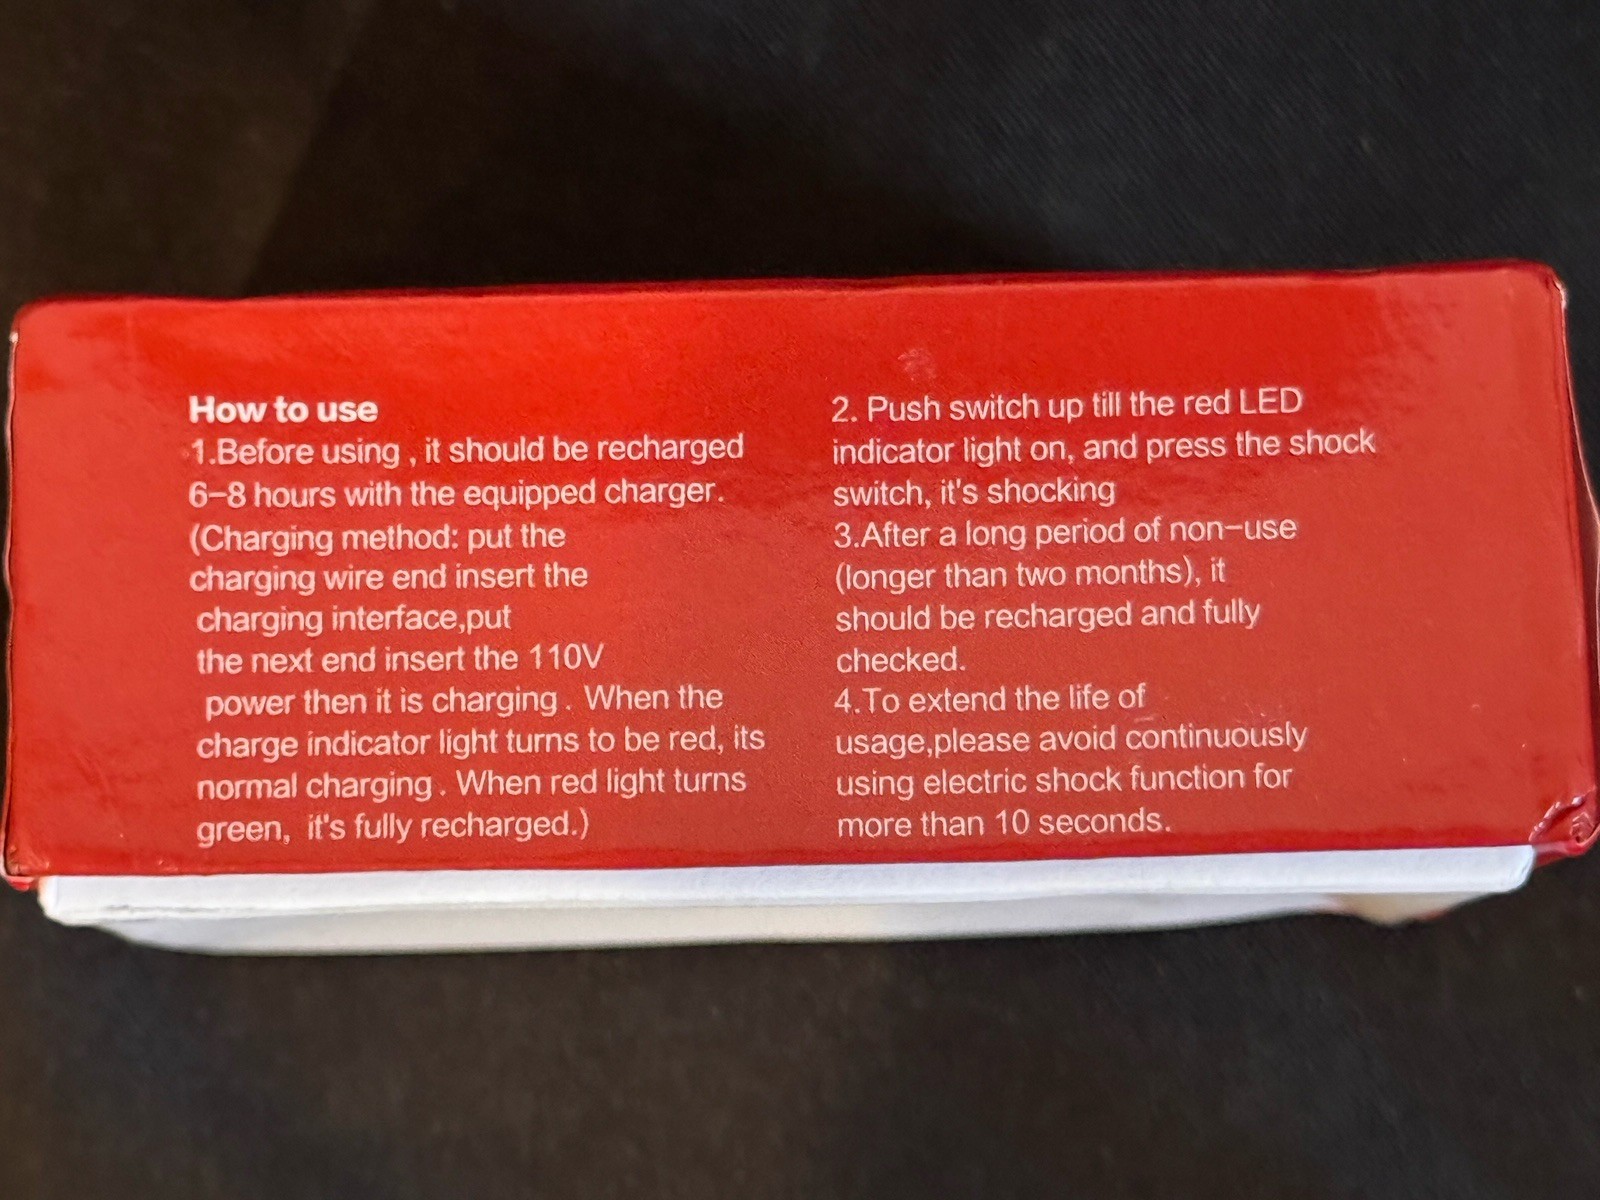 How to use
1.Before using , it should be recharged
6-8 hours with the equipped charger.
(Charging method: put the
charging wire end insert the
charging interface,put
the next end insert the 110V
power then it is charging . When the
charge indicator light turns to be red, its
normal charging . When red light turns
green, it's fully recharged.)
2. Push switch up till the red LED
indicator light on, and press the shock
switch, it's shocking
3.After a long period of non-use
(longer than two months), it
should be recharged and fully
checked.
4.To extend the life of
usage,please avoid continuously
using electric shock function for
more than 10 seconds.